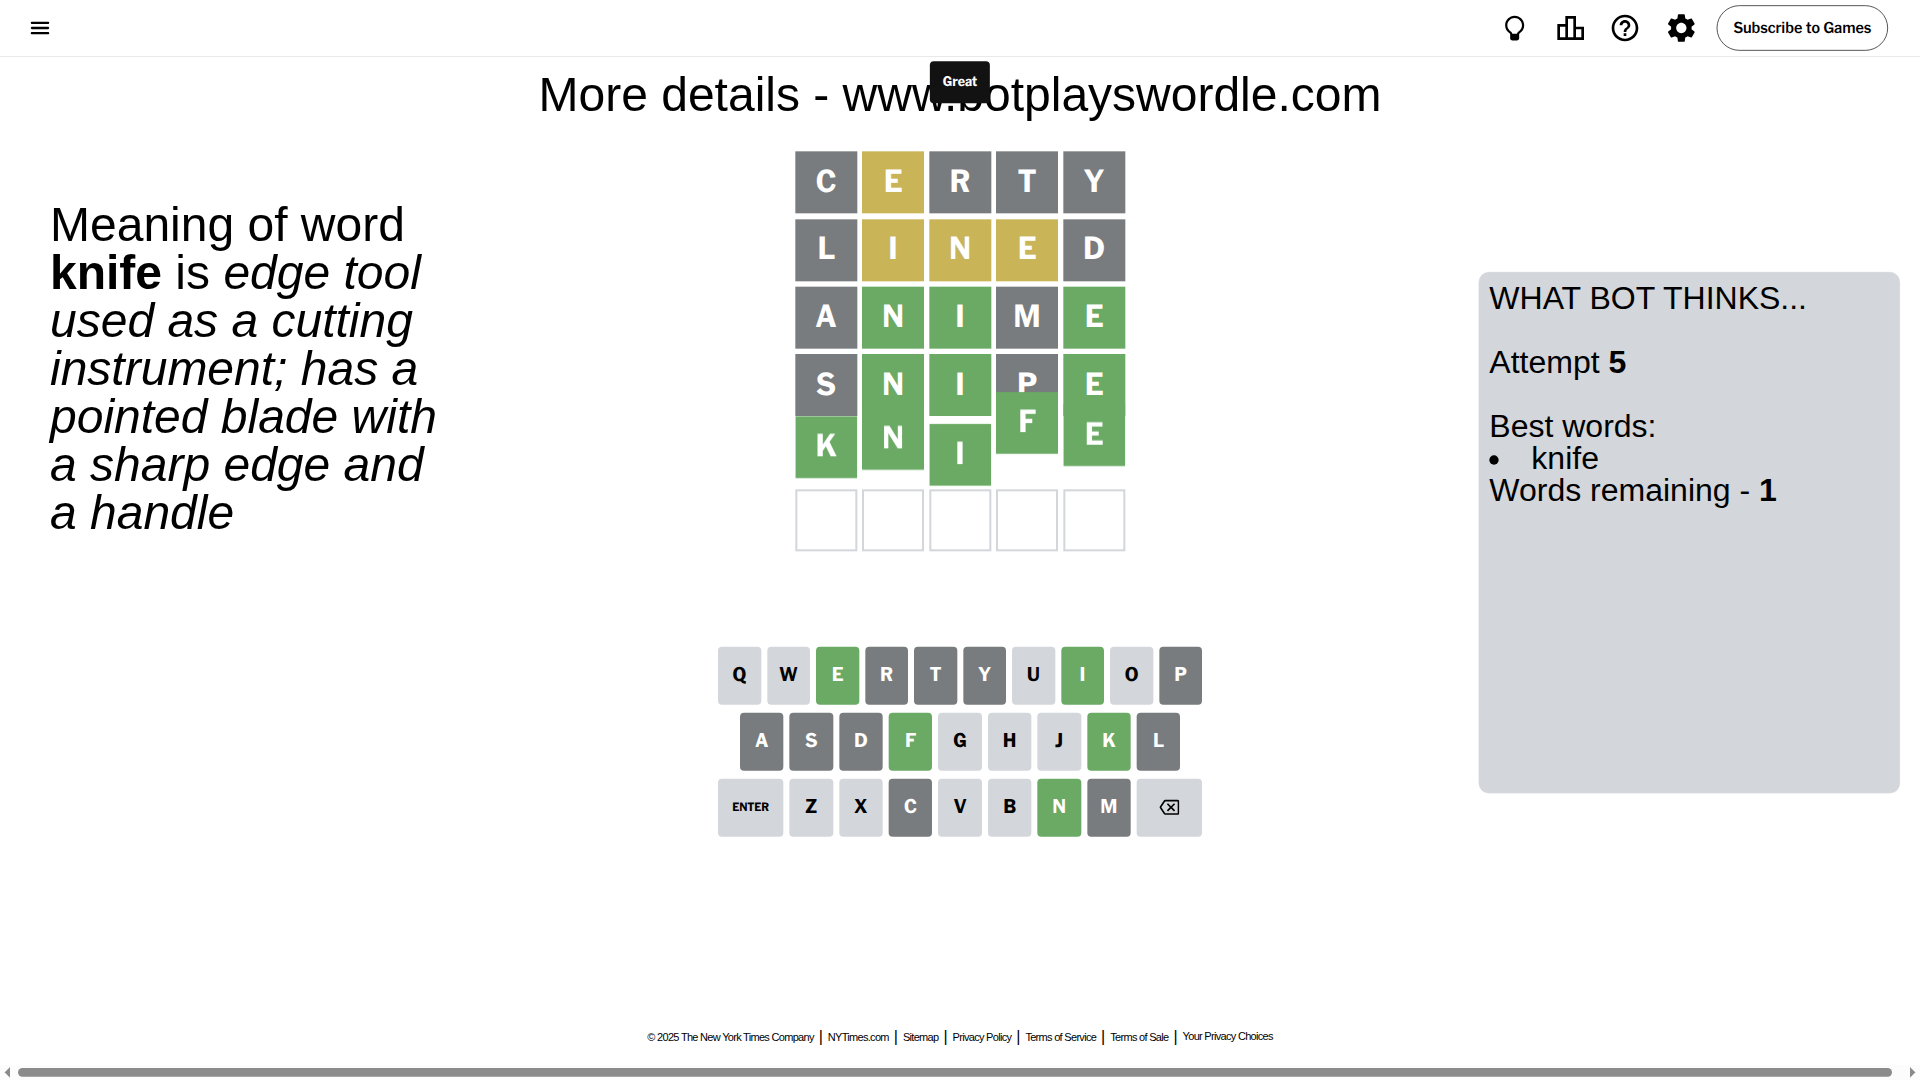 Subscribe to Games
Great
More details - www.botplayswordle.com
Meaning of word
knife is edge tool
used as a cutting
instrument; has a
pointed blade with
a sharp edge and
a handle
C E R T Y
L I N E D
A N I M E
S N I P E
K N I F E
WHAT BOT THINKS...
Attempt 5
Best words:
• knife
Words remaining - 1
Q W E R T Y U I O P
A S D F G H J K L
ENTER Z X C V B N M
© 2025 The New York Times Company | NYTimes.com | Sitemap | Privacy Policy | Terms of Service | Terms of Sale | Your Privacy Choices